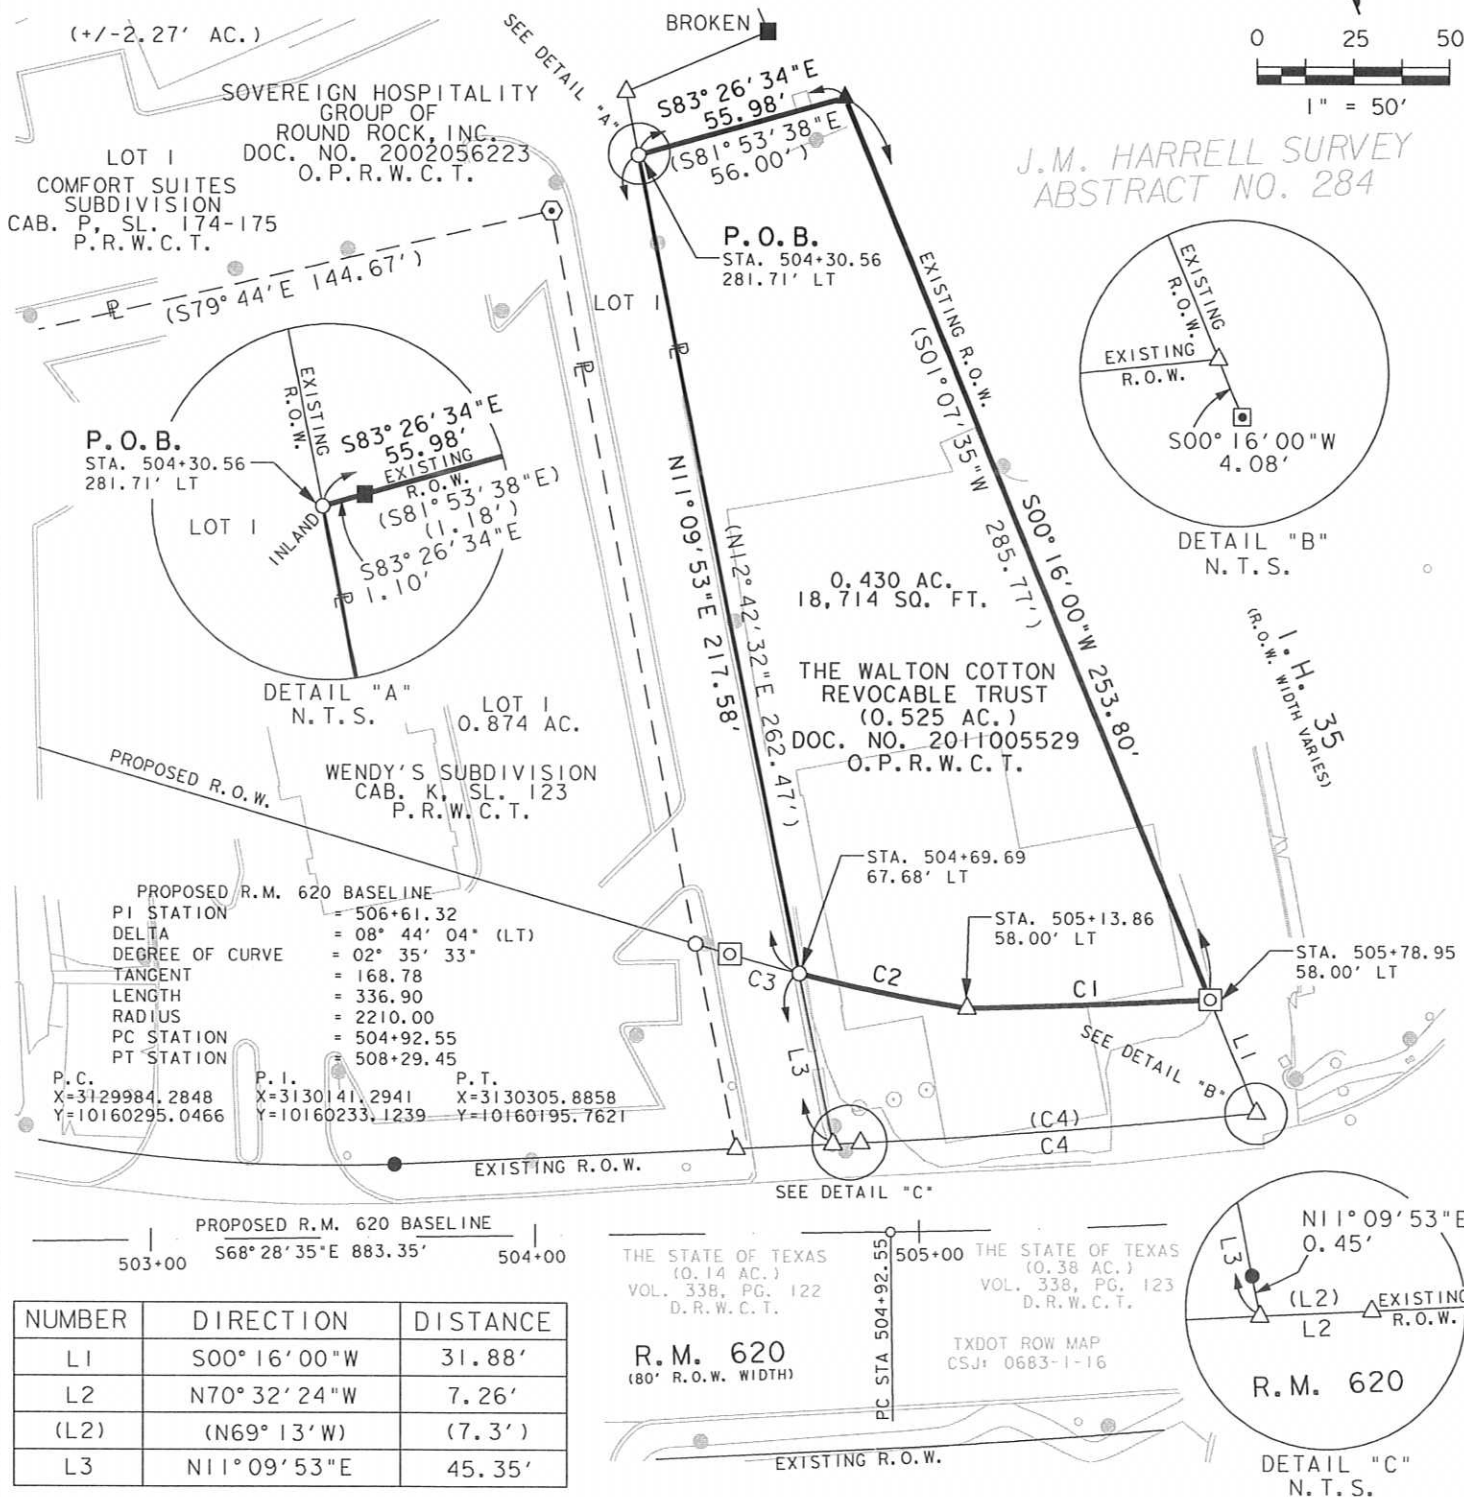 (+/-2.27' AC.)
SOVEREIGN HOSPITALITY
GROUP OF
ROUND ROCK, INC.
DOC. NO. 2002056223
O.P.R.W.C.T.
LOT 1
COMFORT SUITES
SUBDIVISION
CAB. P, SL. 174-175
P.R.W.C.T.
SEE DETAIL "A"
BROKEN
S83°26'34"E
55.98'
(S81°53'38"E
56.00')
0 25 50
1" = 50'
J.M. HARRELL SURVEY
ABSTRACT NO. 284
P.O.B.
STA. 504+30.56
281.71' LT
(S79°44'E 144.67')
PL
LOT 1
PL
PL
EXISTING R.O.W.
(S01°07'35"W 285.77')
S00°16'00"W 253.80'
N11°09'53"E 217.58'
(N12°42'32"E 262.47')
EXISTING
R.O.W.
EXISTING
R.O.W.
S00°16'00"W
4.08'
DETAIL "B"
N.T.S.
EXISTING
R.O.W.
P.O.B.
STA. 504+30.56
281.71' LT
S83°26'34"E
55.98'
EXISTING
R.O.W.
(S81°53'38"E)
(1.18')
S83°26'34"E
1.10'
LOT 1
INLAND
PL
DETAIL "A"
N.T.S.
0.430 AC.
18,714 SQ. FT.
THE WALTON COTTON
REVOCABLE TRUST
(0.525 AC.)
DOC. NO. 2011005529
O.P.R.W.C.T.
I.H. 35
(R.O.W. WIDTH VARIES)
LOT 1
0.874 AC.
WENDY'S SUBDIVISION
CAB. K, SL. 123
P.R.W.C.T.
PROPOSED R.O.W.
STA. 504+69.69
67.68' LT
STA. 505+13.86
58.00' LT
STA. 505+78.95
58.00' LT
PROPOSED R.M. 620 BASELINE
PI STATION = 506+61.32
DELTA = 08° 44' 04" (LT)
DEGREE OF CURVE = 02° 35' 33"
TANGENT = 168.78
LENGTH = 336.90
RADIUS = 2210.00
PC STATION = 504+92.55
PT STATION = 508+29.45
P.C. P.I. P.T.
X=3129984.2848 X=3130141.2941 X=3130305.8858
Y=10160295.0466 Y=10160233.1239 Y=10160195.7621
C3
C2
C1
L1
L3
SEE DETAIL "B"
(C4)
C4
EXISTING R.O.W.
SEE DETAIL "C"
PROPOSED R.M. 620 BASELINE
S68°28'35"E 883.35'
503+00
504+00
505+00
PC STA 504+92.55
THE STATE OF TEXAS
(0.14 AC.)
VOL. 338, PG. 122
D.R.W.C.T.
THE STATE OF TEXAS
(0.38 AC.)
VOL. 338, PG. 123
D.R.W.C.T.
R.M. 620
(80' R.O.W. WIDTH)
TXDOT ROW MAP
CSJ: 0683-1-16
EXISTING R.O.W.
N11°09'53"E
0.45'
L3
(L2)
L2
EXISTING
R.O.W.
R.M. 620
DETAIL "C"
N.T.S.
NUMBER DIRECTION DISTANCE
L1 S00°16'00"W 31.88'
L2 N70°32'24"W 7.26'
(L2) (N69°13'W) (7.3')
L3 N11°09'53"E 45.35'